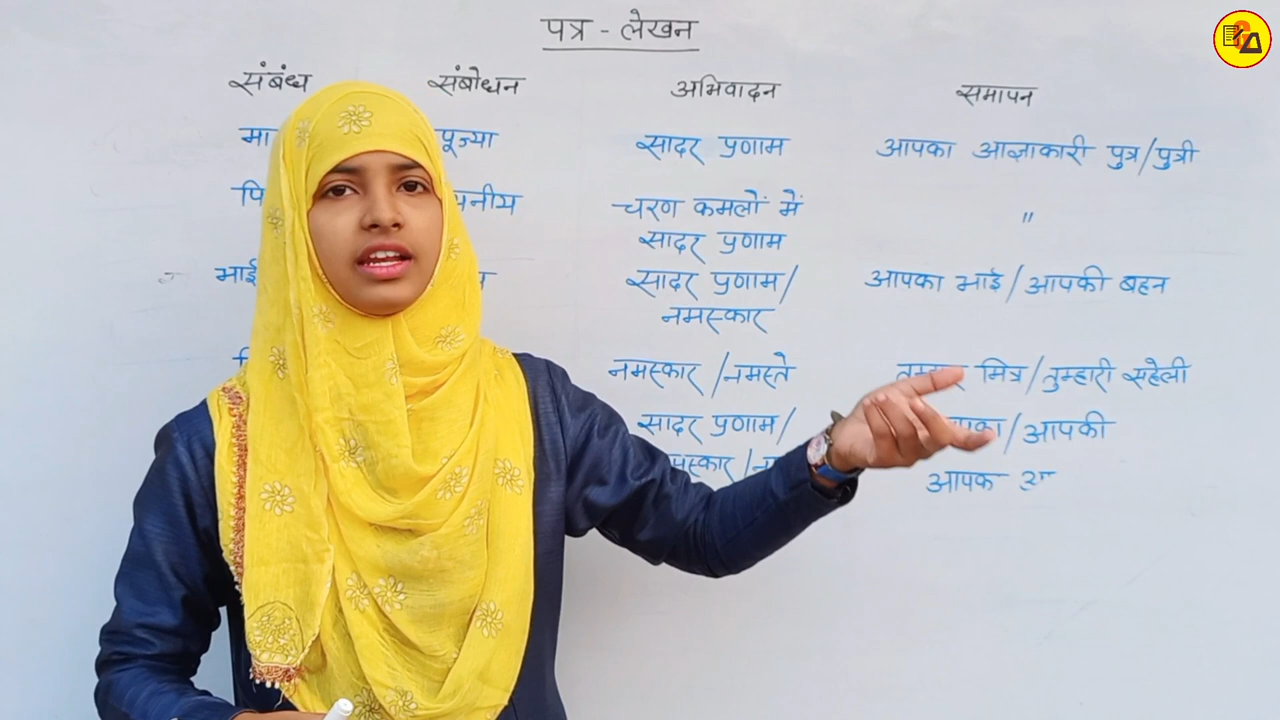 पत्र - लेखन
संबंध संबोधन अभिवादन समापन
पूज्या सादर प्रणाम आपका आज्ञाकारी पुत्र/पुत्री
चरण कमलों में "
सादर प्रणाम
सादर प्रणाम/ आपका भाई/आपकी बहन
नमस्कार
नमस्कार/नमस्ते मित्र/तुम्हारी सहेली
सादर प्रणाम/ /आपकी
आपक